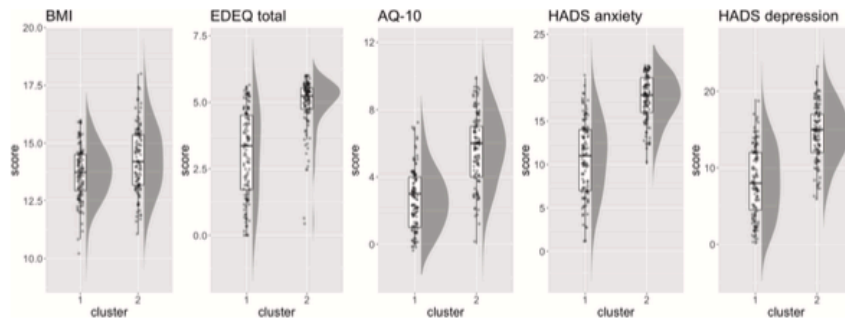 BMI
20.0
17.5
15.0
12.5
10.0
score
1 2
cluster
EDEQ total
7.5
5.0
2.5
0.0
score
1 2
cluster
AQ-10
12
8
4
0
score
1 2
cluster
HADS anxiety
25
20
15
10
5
0
score
1 2
cluster
HADS depression
20
10
0
score
1 2
cluster